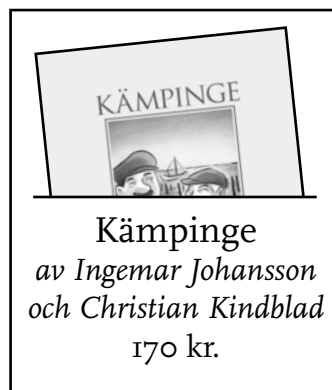 KÄMPINGE
Kämpinge
av Ingemar Johansson
och Christian Kindblad
170 kr.